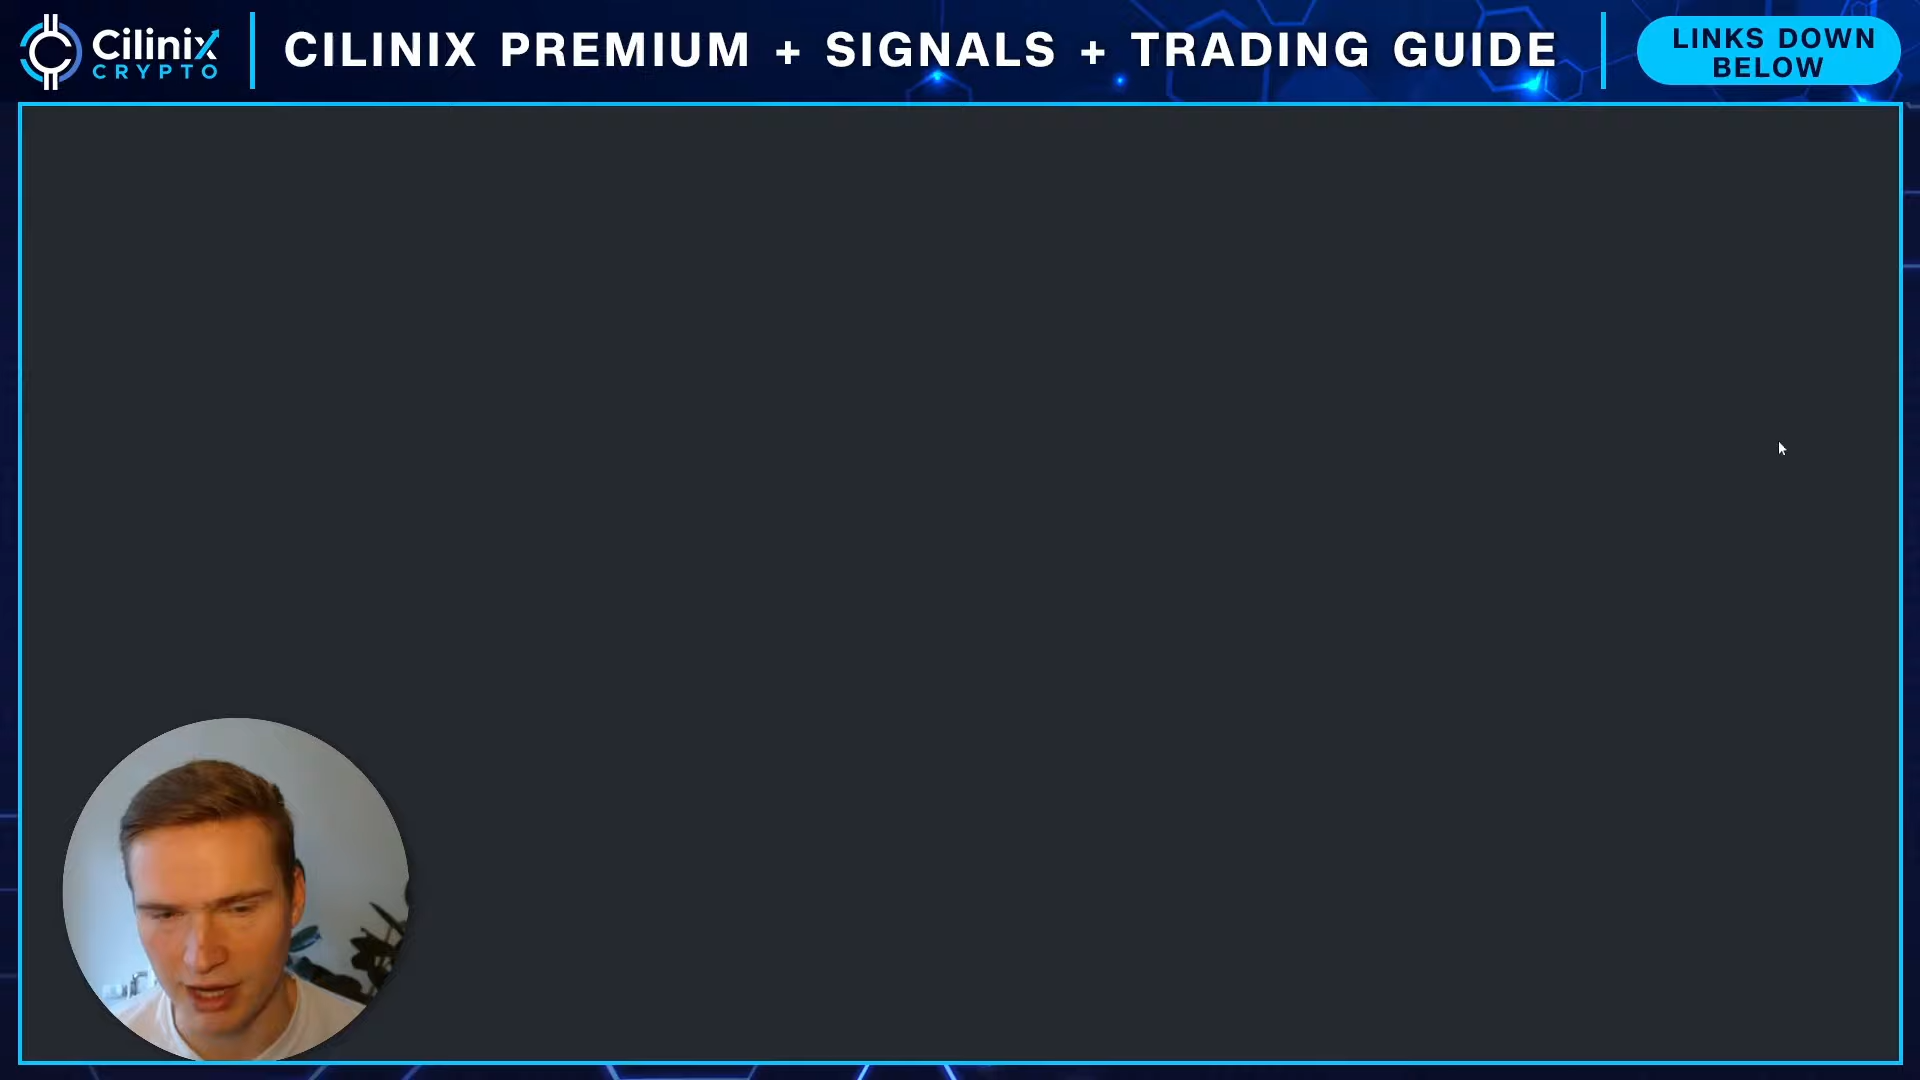 Cilinix
CRYPTO
CILINIX PREMIUM + SIGNALS + TRADING GUIDE
LINKS DOWN
BELOW